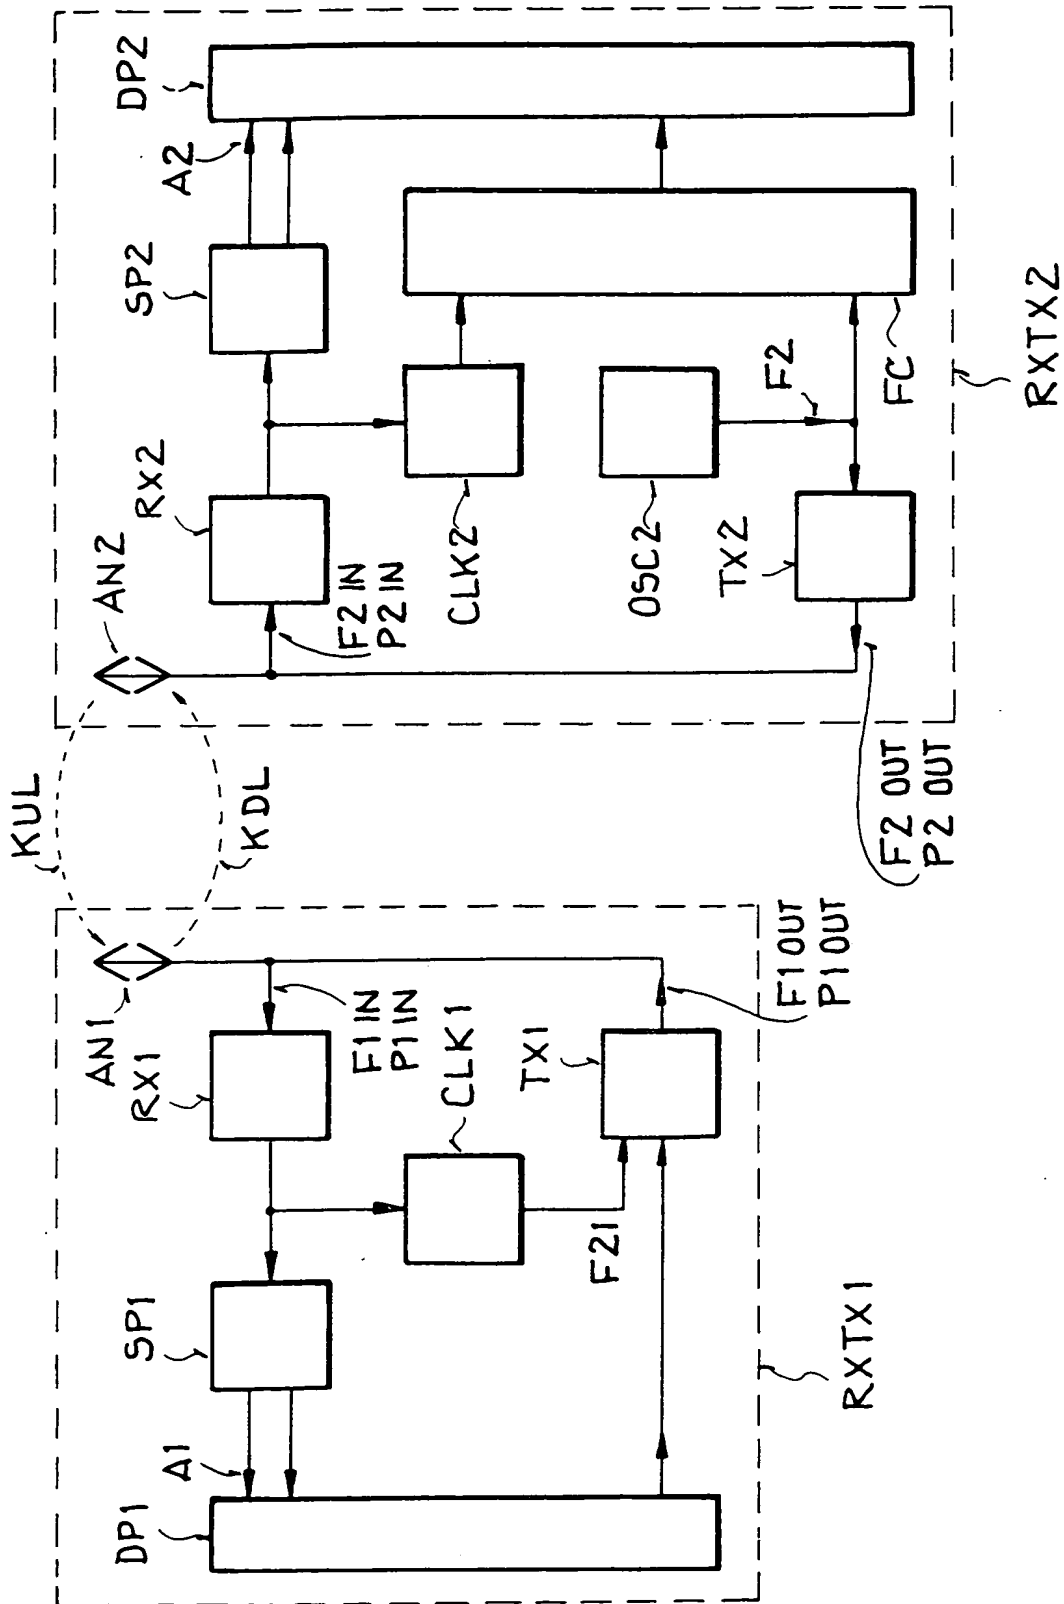 KUL
KDL
AN1
RX1
SP1
A1
DP1
F1 IN
P1 IN
CLK1
TX1
F21
F1 OUT
P1 OUT
RXTX1
AN2
RX2
SP2
A2
DP2
F2 IN
P2 IN
CLK2
OSC2
F2
TX2
FC
F2 OUT
P2 OUT
RXTX2